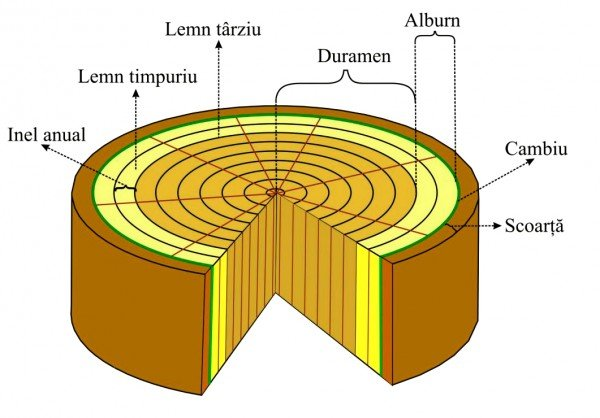 Lemn târziu
Alburn
Duramen
Lemn timpuriu
Inel anual
Cambiu
Scoarță